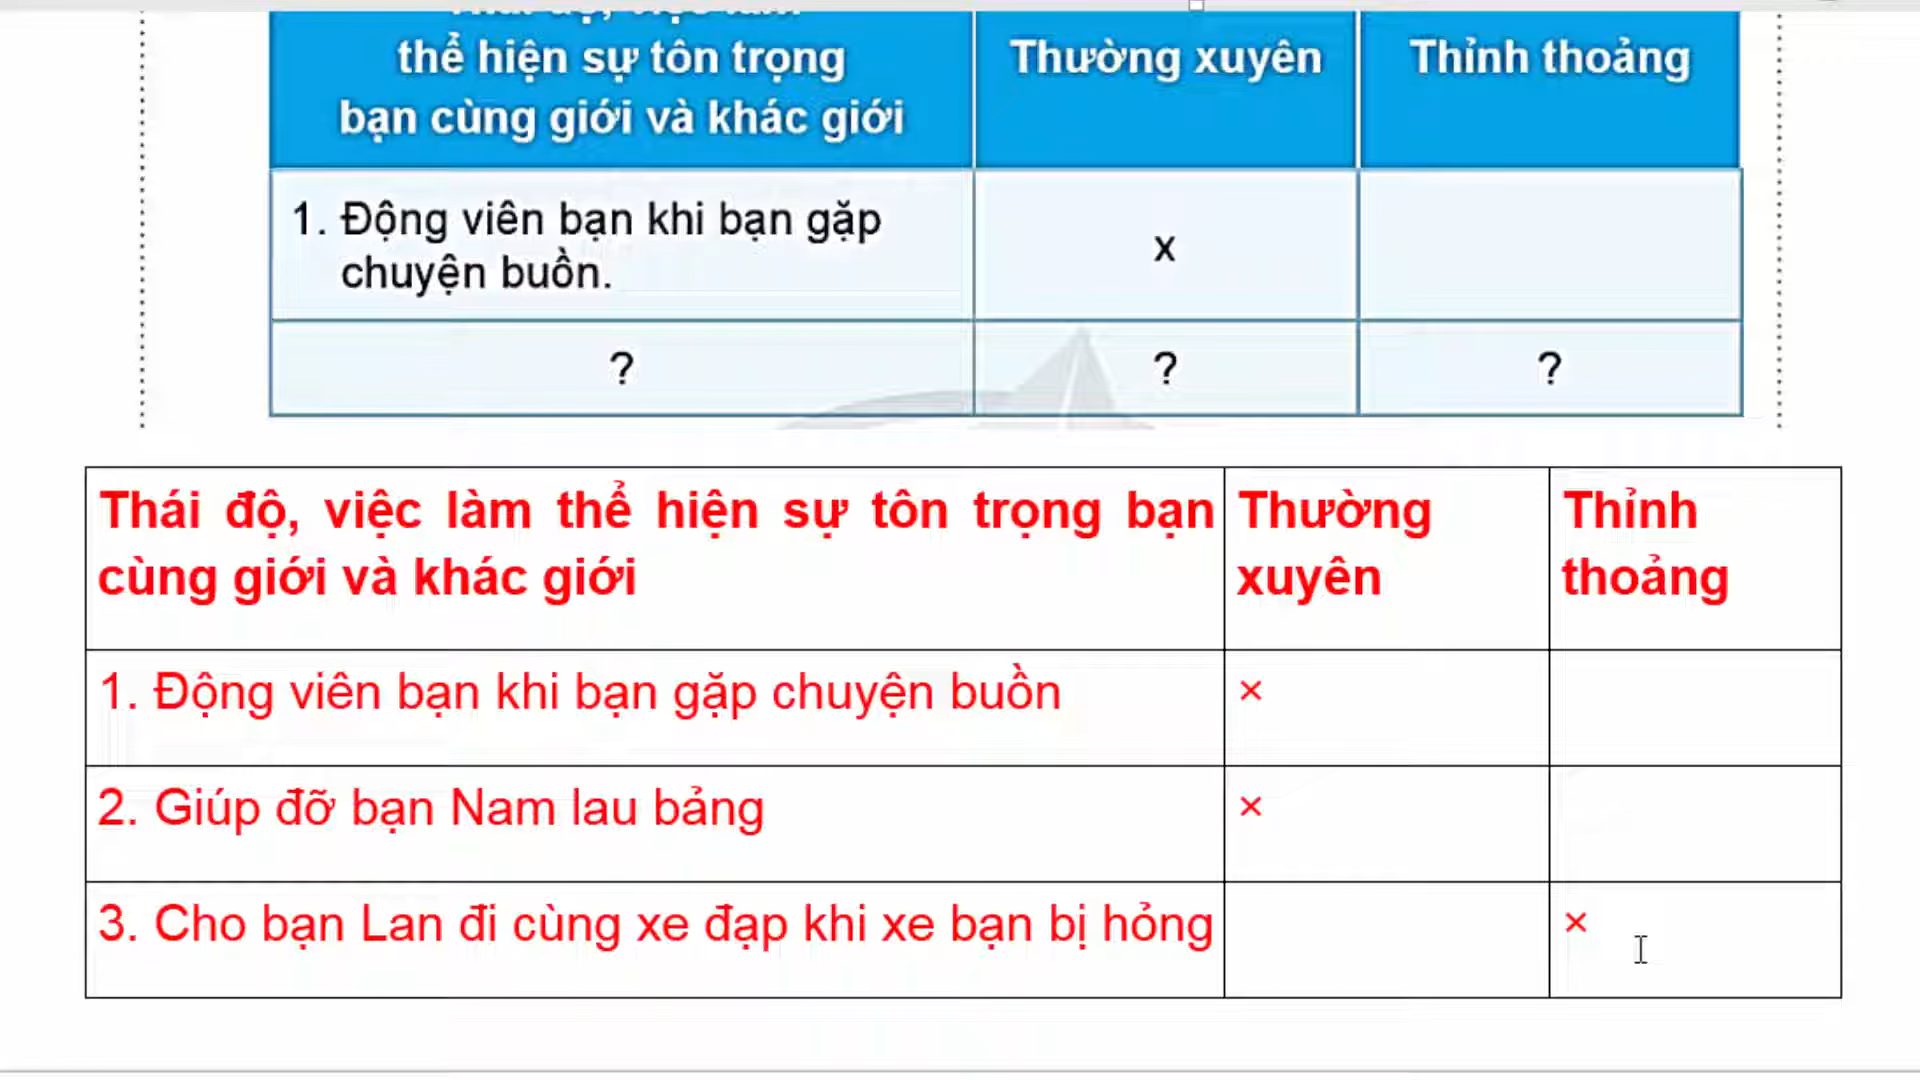 thể hiện sự tôn trọng
bạn cùng giới và khác giới
Thường xuyên
Thỉnh thoảng
1. Động viên bạn khi bạn gặp
chuyện buồn.
x
?
?
?
Thái độ, việc làm thể hiện sự tôn trọng bạn
cùng giới và khác giới
Thường
xuyên
Thỉnh
thoảng
1. Động viên bạn khi bạn gặp chuyện buồn
×
2. Giúp đỡ bạn Nam lau bảng
×
3. Cho bạn Lan đi cùng xe đạp khi xe bạn bị hỏng
×